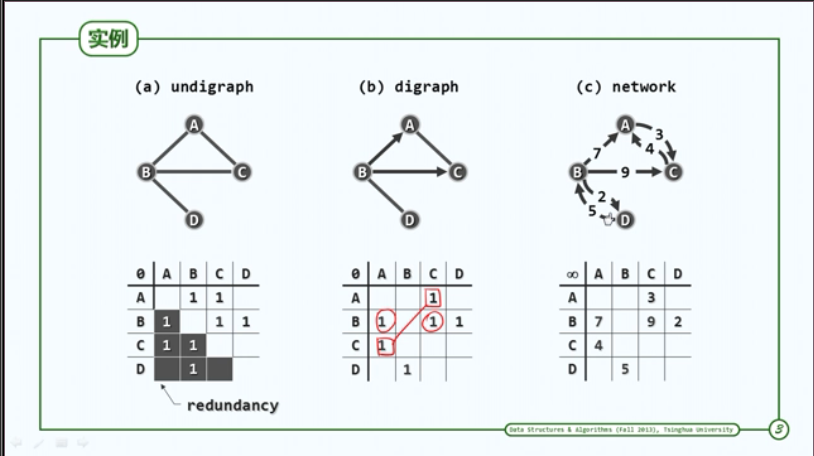 实例
(a) undigraph
(b) digraph
(c) network
A
B
C
D
A
B
C
D
A
3
7
4
B
9
C
2
5
D
0 A B C D
A 1 1
B 1 1 1
C 1 1
D 1
redundancy
0 A B C D
A 1
B 1 1 1
C 1
D 1
∞ A B C D
A 3
B 7 9 2
C 4
D 5
Data Structures & Algorithms (Fall 2013), Tsinghua University
3